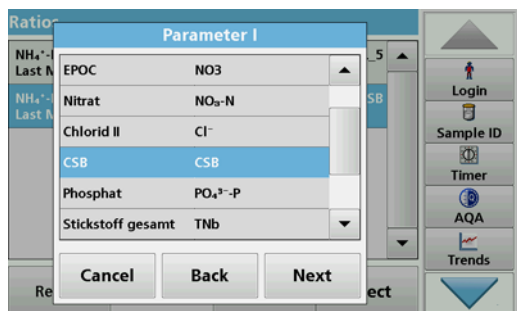 Ratios
Parameter I
NH₄⁺-
Last M
_5
NH₄⁺-
Last M
SB
EPOC NO3
Nitrat NO₃-N
Chlorid II Cl⁻
CSB CSB
Phosphat PO₄³⁻-P
Stickstoff gesamt TNb
Cancel Back Next
Re
ect
Login
Sample ID
Timer
AQA
Trends